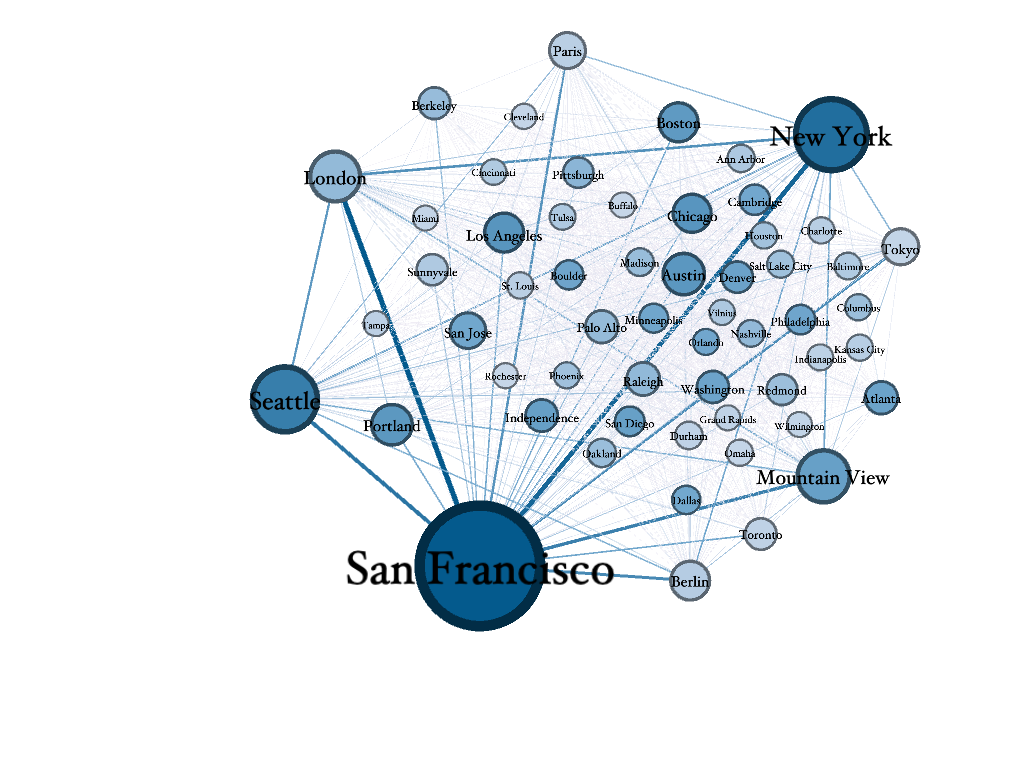 Paris
Berkeley
Cleveland
Boston
New York
Ann Arbor
London
Cincinnati
Pittsburgh
Cambridge
Miami
Tulsa
Buffalo
Chicago
Los Angeles
Houston
Charlotte
Tokyo
Sunnyvale
Boulder
Madison
Austin
Denver
Salt Lake City
Baltimore
St. Louis
Columbus
Tampa
San Jose
Palo Alto
Minneapolis
Vilnius
Philadelphia
Nashville
Orlando
Kansas City
Indianapolis
Rochester
Phoenix
Raleigh
Washington
Redmond
Atlanta
Seattle
Portland
Independence
San Diego
Grand Rapids
Wilmington
Durham
Oakland
Omaha
Mountain View
Dallas
Toronto
San Francisco
Berlin